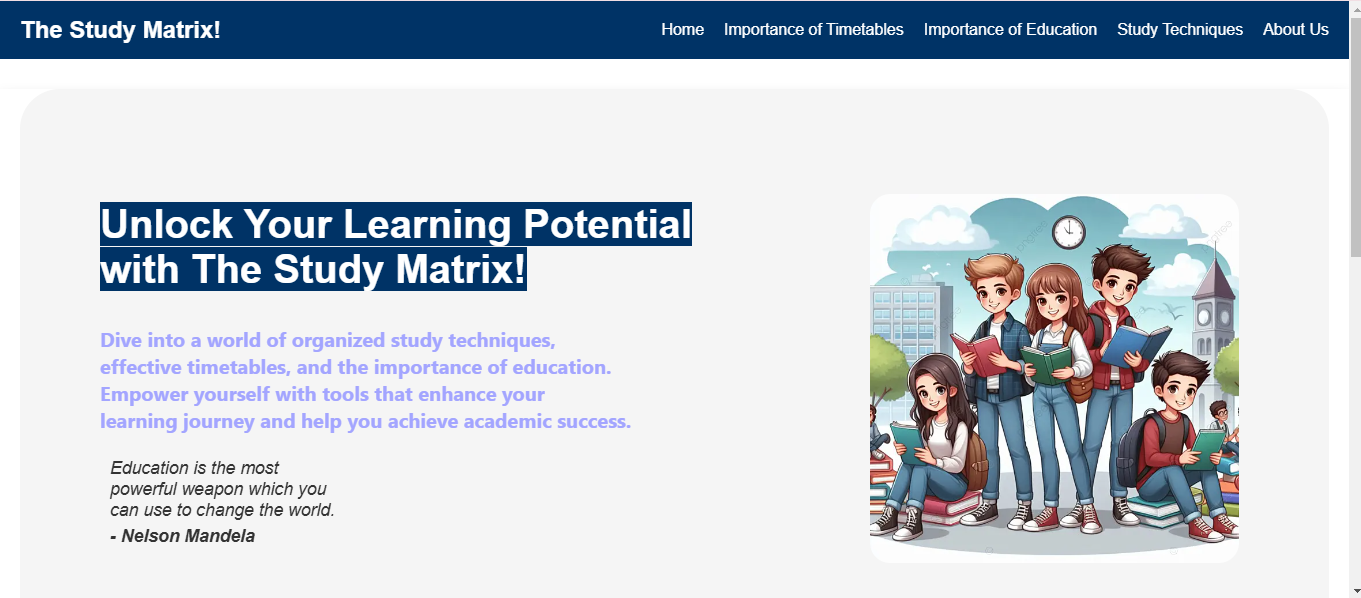 The Study Matrix!
Home Importance of Timetables Importance of Education Study Techniques About Us
Unlock Your Learning Potential
with The Study Matrix!
Dive into a world of organized study techniques,
effective timetables, and the importance of education.
Empower yourself with tools that enhance your
learning journey and help you achieve academic success.
Education is the most
powerful weapon which you
can use to change the world.
- Nelson Mandela